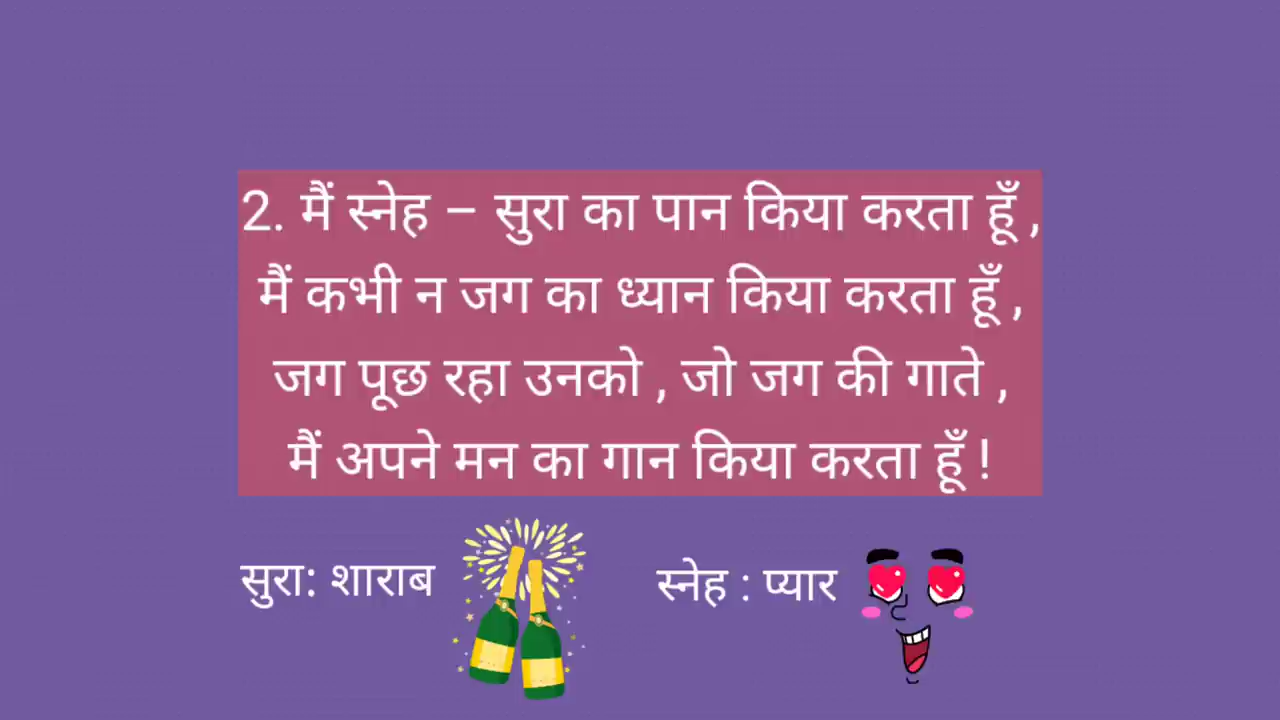 2. मैं स्नेह – सुरा का पान किया करता हूँ ,
मैं कभी न जग का ध्यान किया करता हूँ ,
जग पूछ रहा उनको , जो जग की गाते ,
मैं अपने मन का गान किया करता हूँ !
सुरा: शाराब
स्नेह : प्यार